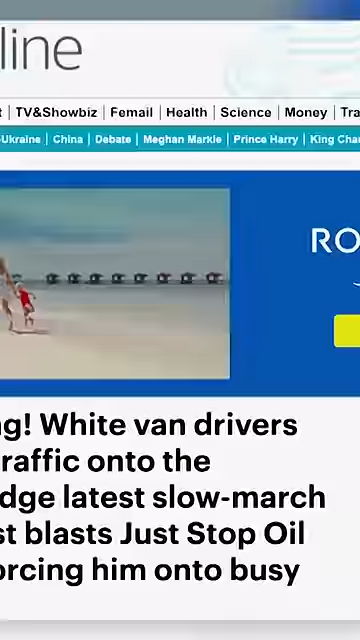 line
TV&Showbiz | Femail | Health | Science | Money | Tra
Ukraine | China | Debate | Meghan Markle | Prince Harry | King Cha
RO
g! White van drivers
raffic onto the
dge latest slow-march
st blasts Just Stop Oil
orcing him onto busy